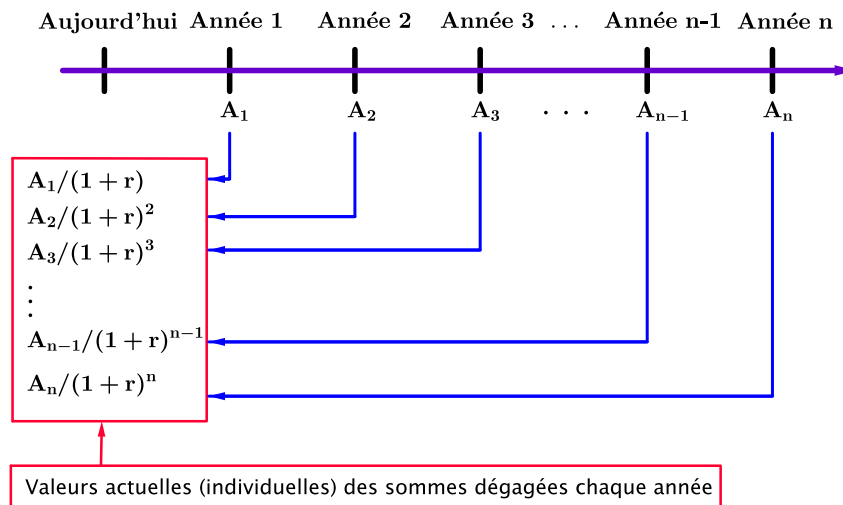 Aujourd'hui Année 1 Année 2 Année 3 ... Année n-1 Année n
A₁ A₂ A₃ . . . Aₙ₋₁ Aₙ
A₁/(1 + r)
A₂/(1 + r)²
A₃/(1 + r)³
⋮
Aₙ₋₁/(1 + r)ⁿ⁻¹
Aₙ/(1 + r)ⁿ
Valeurs actuelles (individuelles) des sommes dégagées chaque année